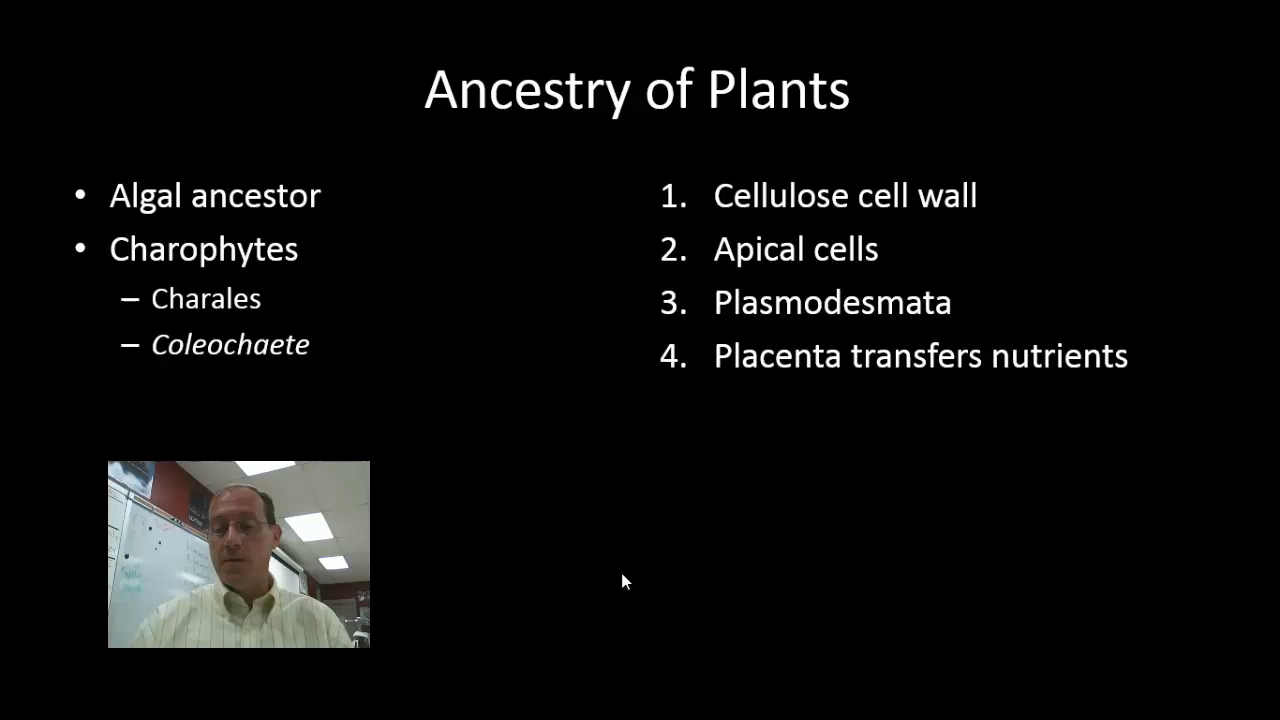 Ancestry of Plants
• Algal ancestor
• Charophytes
– Charales
– Coleochaete
1. Cellulose cell wall
2. Apical cells
3. Plasmodesmata
4. Placenta transfers nutrients